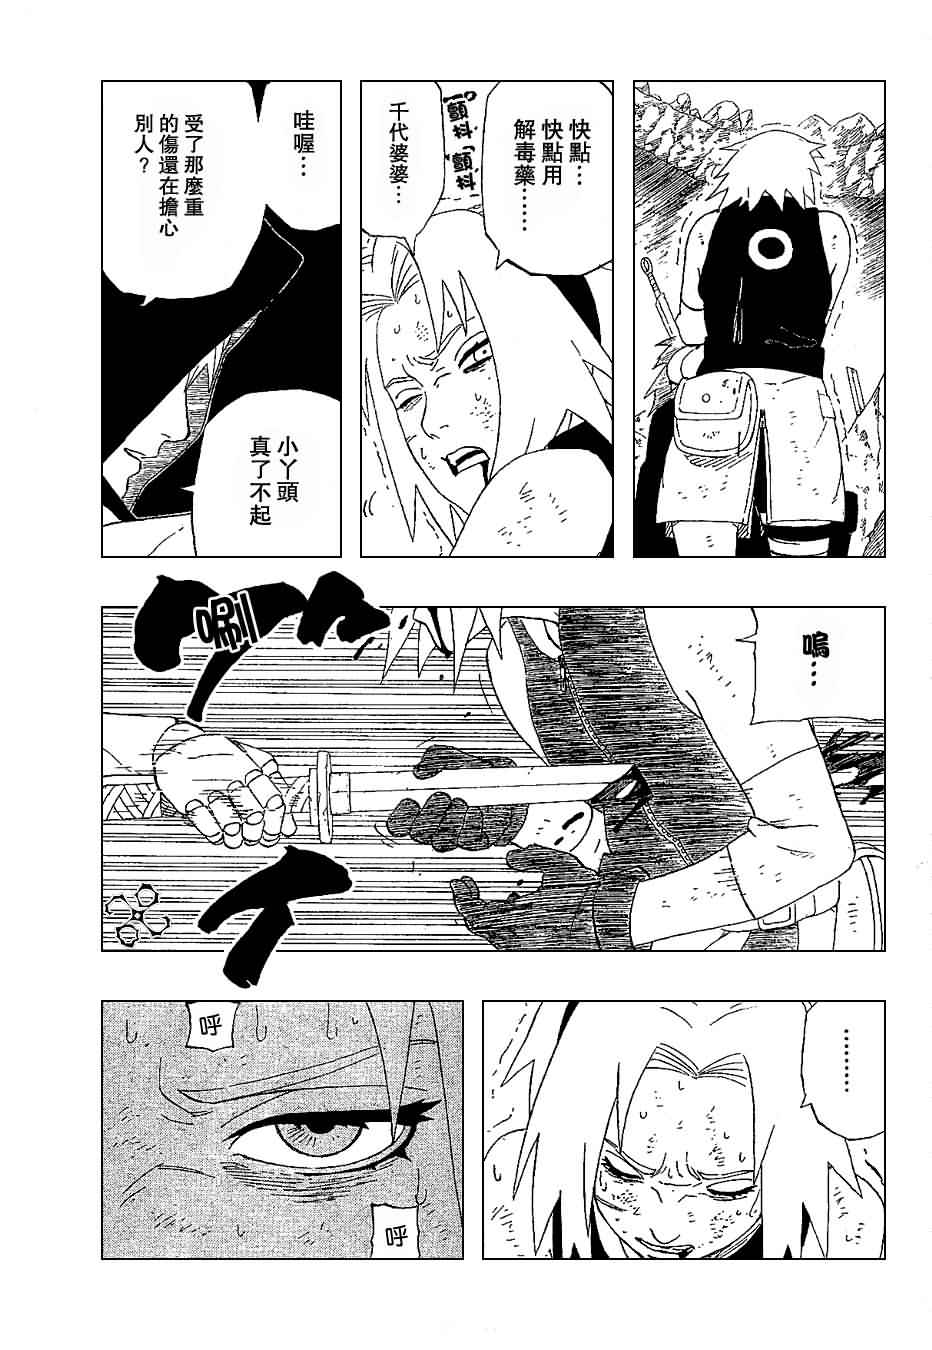 快點…
快點用
解毒藥……
顫抖
顫抖
千代婆婆…
哇喔…
受了那麼重
的傷還在擔心
別人？
小丫頭
真了不起
嗚…
唰
………
呼
呼